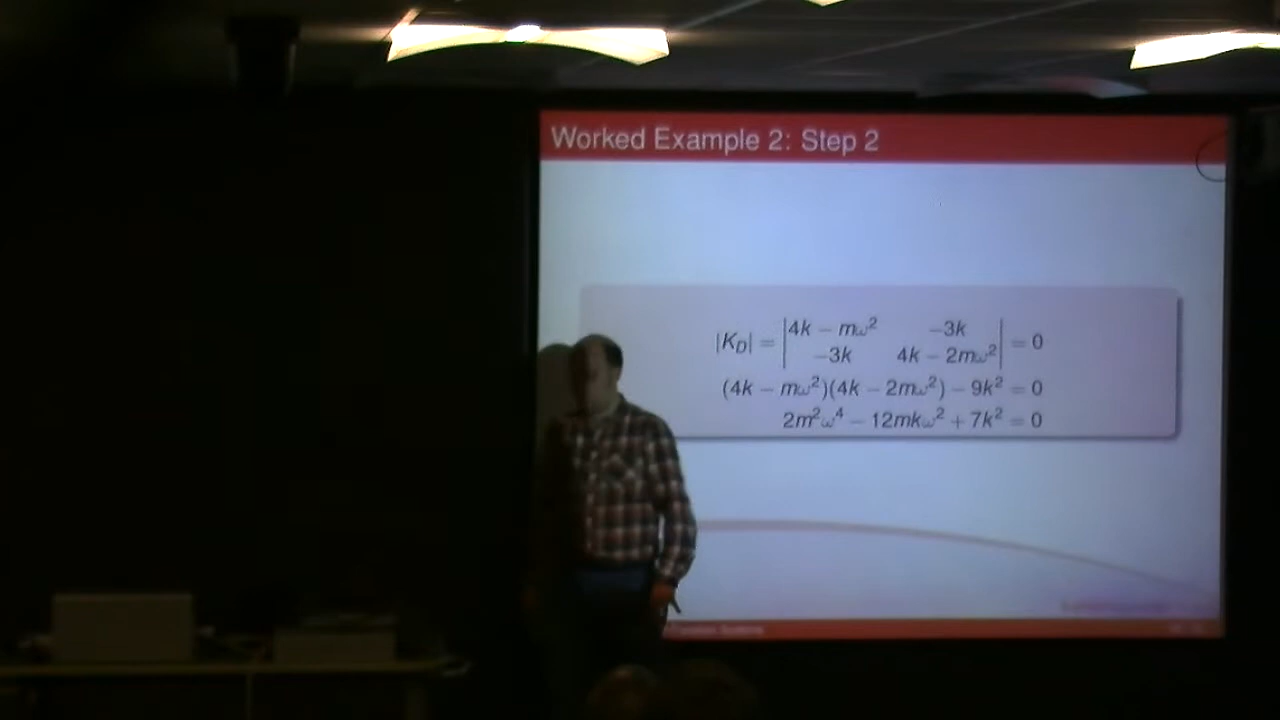 Worked Example 2: Step 2
|K_D| = |4k − mω² −3k| = 0
|−3k 4k − 2mω²|
(4k − mω²)(4k − 2mω²) − 9k² = 0
2m²ω⁴ − 12mkω² + 7k² = 0